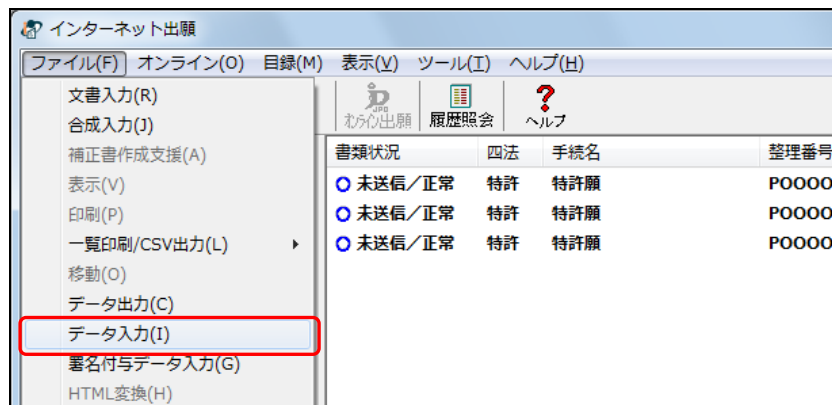 インターネット出願
ファイル(F) オンライン(O) 目録(M) 表示(V) ツール(T) ヘルプ(H)
文書入力(R)
合成入力(J)
補正書作成支援(A)
表示(V)
印刷(P)
一覧印刷/CSV出力(L)
移動(O)
データ出力(C)
データ入力(I)
署名付与データ入力(G)
HTML変換(H)
JPO
オンライン出願 履歴照会 ヘルプ
書類状況 四法 手続名 整理番号
未送信/正常 特許 特許願 P0000
未送信/正常 特許 特許願 P0000
未送信/正常 特許 特許願 P0000